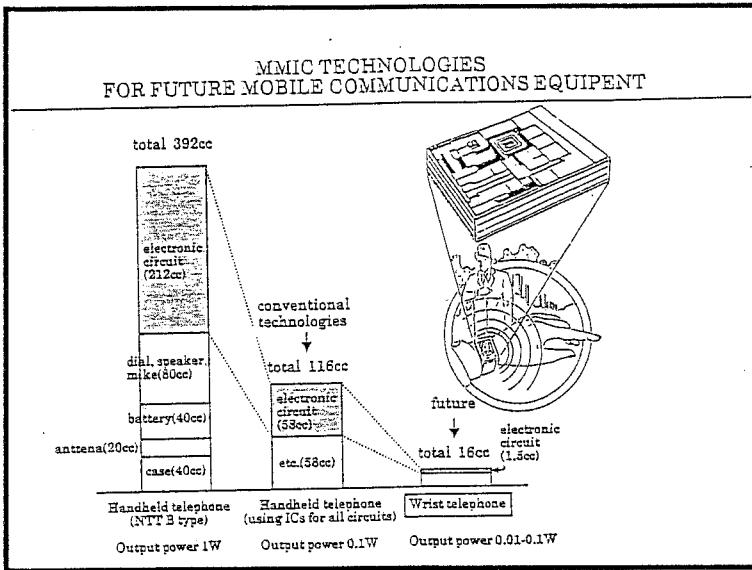 MMIC TECHNOLOGIES
FOR FUTURE MOBILE COMMUNICATIONS EQUIPENT
total 392cc
electronic
circuit
(212cc)
dial, speaker,
mike(80cc)
battery(40cc)
anttena(20cc)
case(40cc)
Handheld telephone
(NTT B type)
Output power 1W
conventional
technologies
total 116cc
electronic
circuit
(58cc)
etc.(58cc)
Handheld telephone
(using ICs for all circuits)
Output power 0.1W
future
total 16cc
electronic
circuit
(1.5cc)
Wrist telephone
Output power 0.01-0.1W